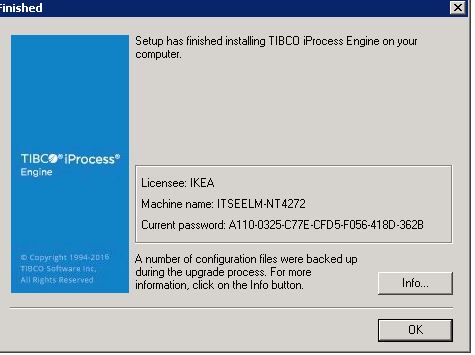 Finished
Setup has finished installing TIBCO iProcess Engine on your
computer.
TIBCO® iProcess®
Engine
Licensee: IKEA
Machine name: ITSEELM-NT4272
Current password: A110-0325-C77E-CFD5-F056-418D-362B
© Copyright 1994-2016
TIBCO Software Inc,
All Rights Reserved
A number of configuration files were backed up
during the upgrade process. For more
information, click on the Info button.
Info...
OK